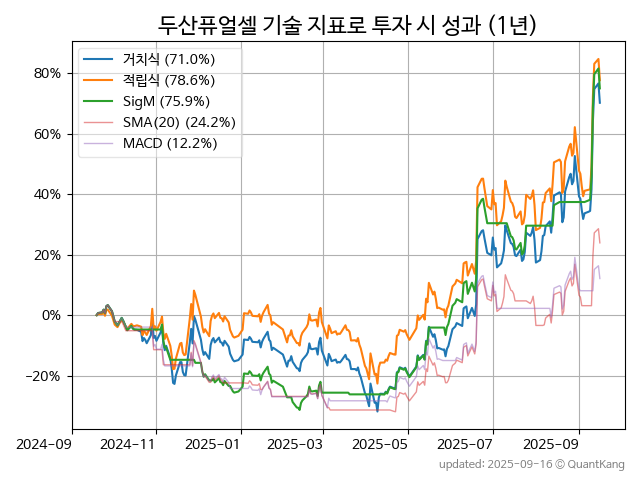 두산퓨얼셀 기술 지표로 투자 시 성과 (1년)
거치식 (71.0%)
적립식 (78.6%)
SigM (75.9%)
SMA(20) (24.2%)
MACD (12.2%)
80%
60%
40%
20%
0%
−20%
2024-09
2024-11
2025-01
2025-03
2025-05
2025-07
2025-09
updated: 2025-09-16 © QuantKang